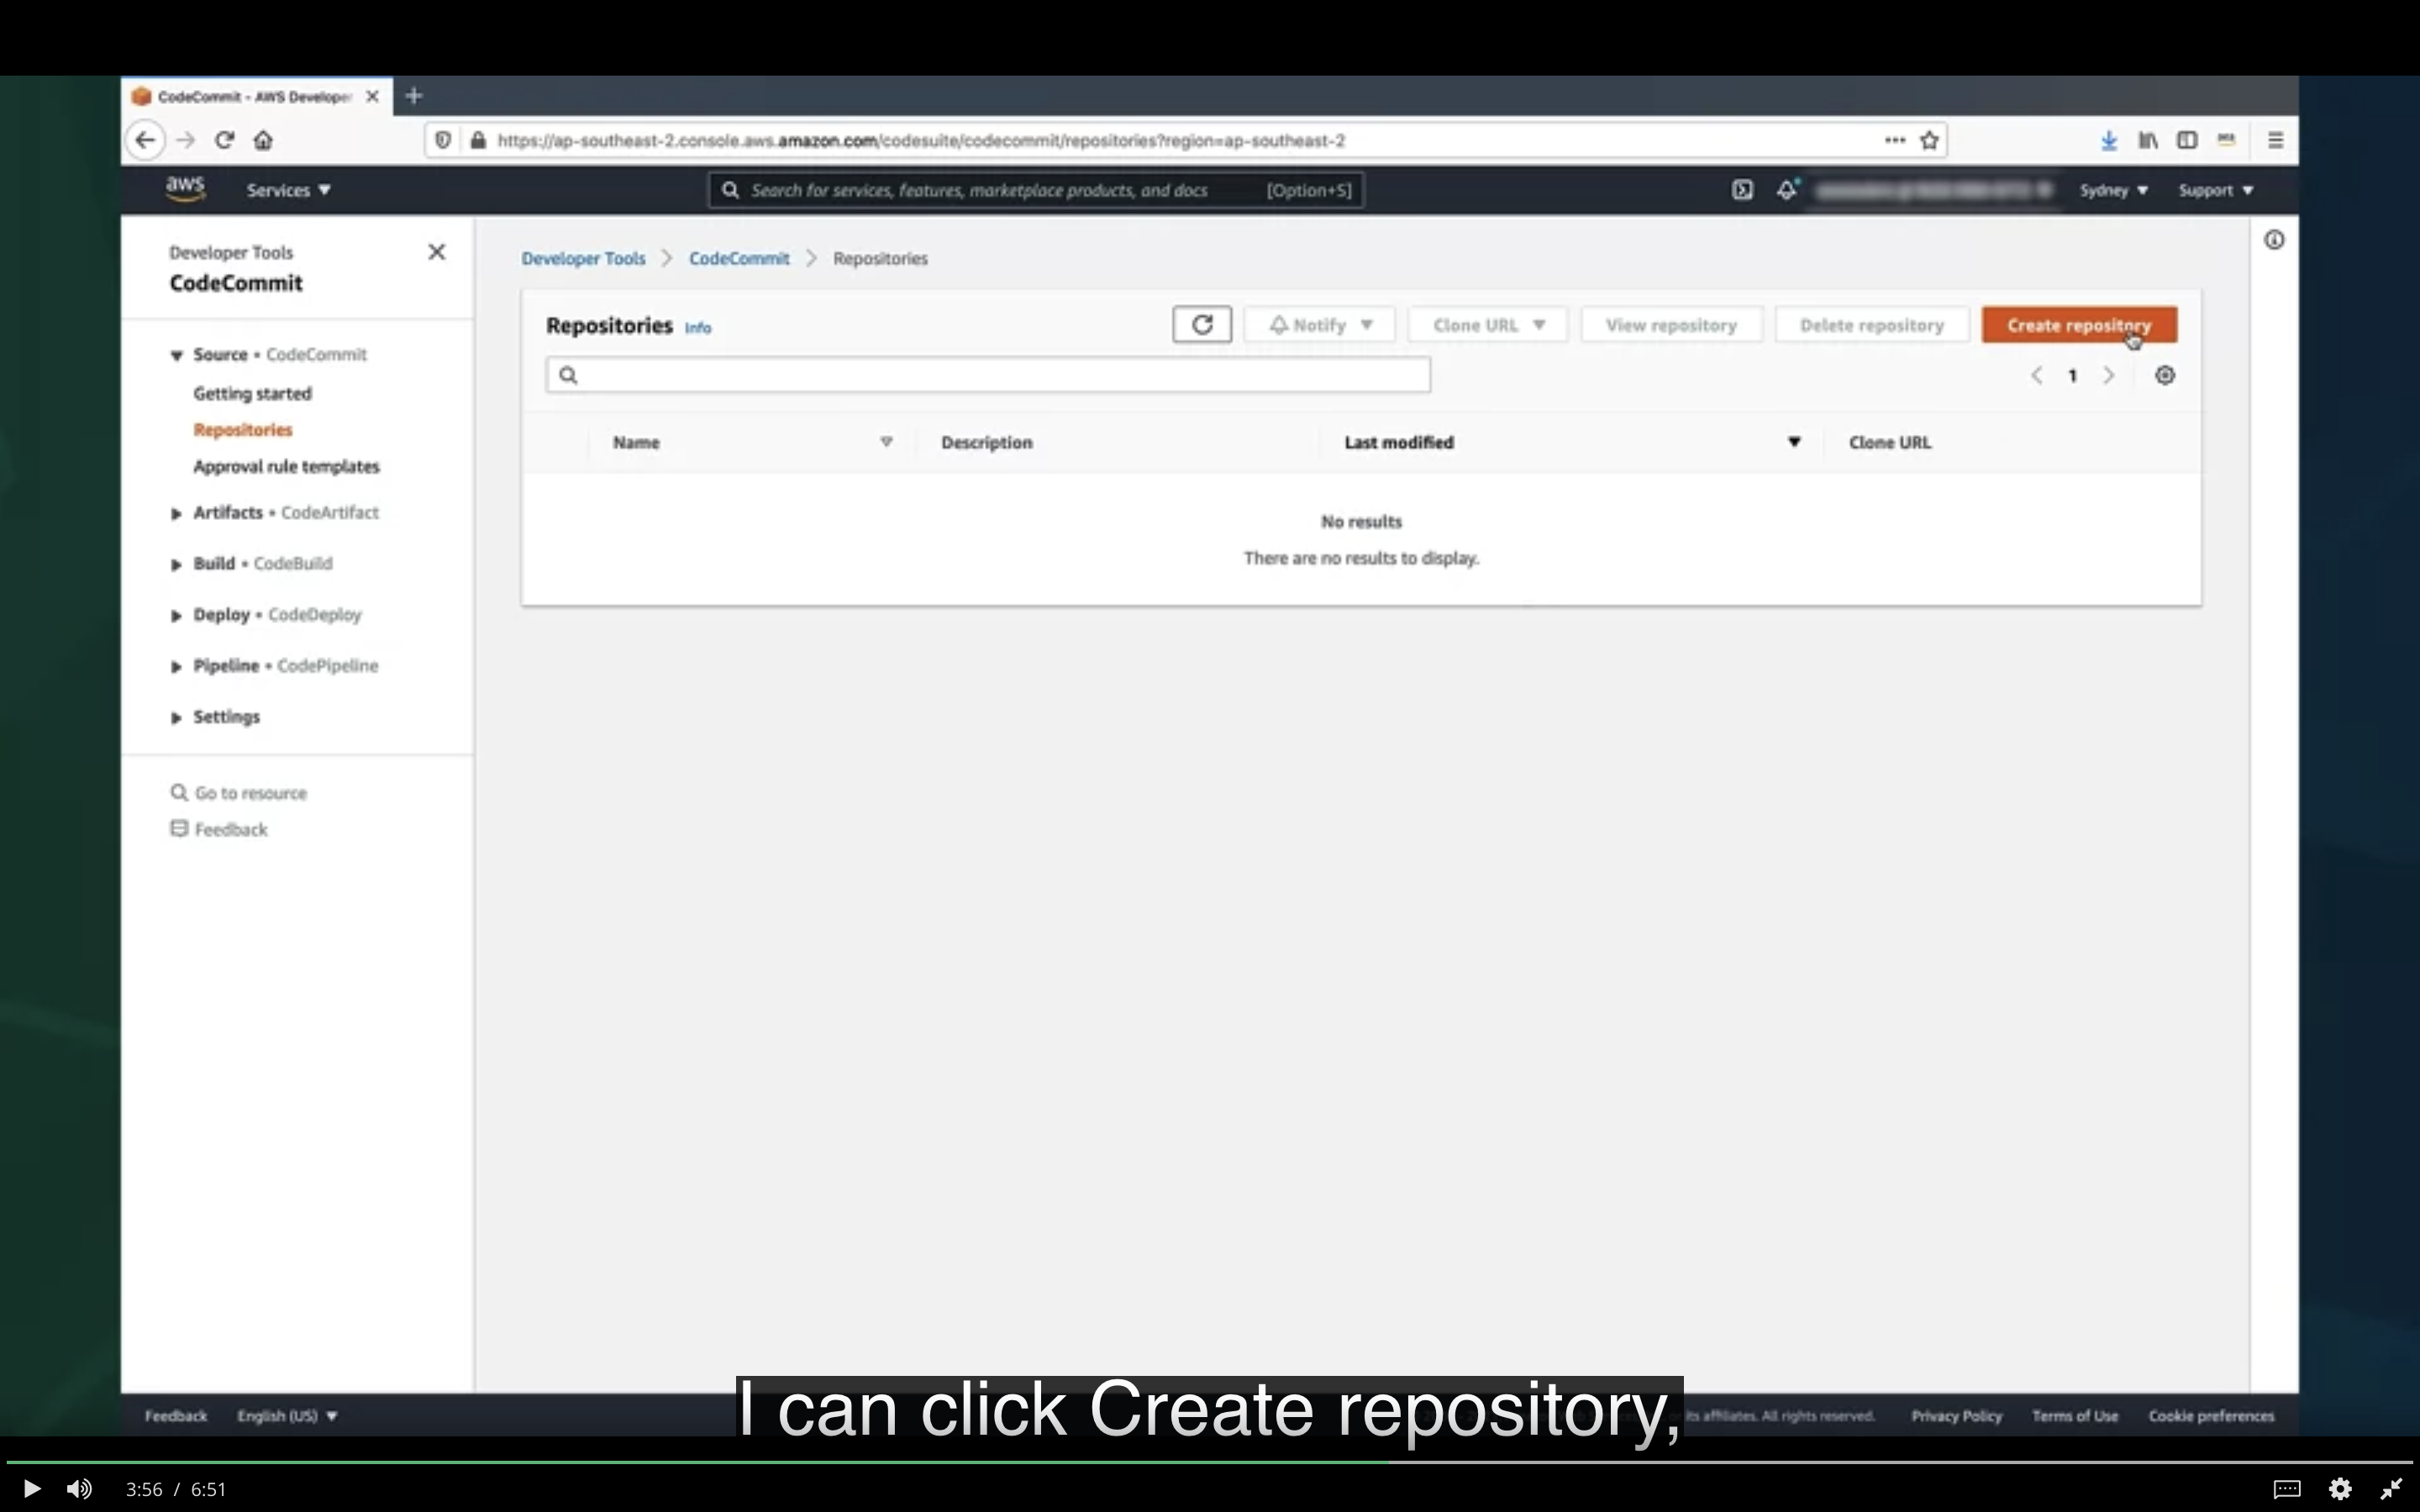 CodeCommit - AWS Developer
https://ap-southeast-2.console.aws.amazon.com/codesuite/codecommit/repositories?region=ap-southeast-2
aws Services Search for services, features, marketplace products, and docs [Option+S] Sydney Support
Developer Tools
CodeCommit
Source • CodeCommit
Getting started
Repositories
Approval rule templates
Artifacts • CodeArtifact
Build • CodeBuild
Deploy • CodeDeploy
Pipeline • CodePipeline
Settings
Go to resource
Feedback
Developer Tools > CodeCommit > Repositories
Repositories Info Notify Clone URL View repository Delete repository Create repository
1
Name Description Last modified Clone URL
No results
There are no results to display.
I can click Create repository,
Feedback English (US) its affiliates. All rights reserved. Privacy Policy Terms of Use Cookie preferences
3:56 / 6:51